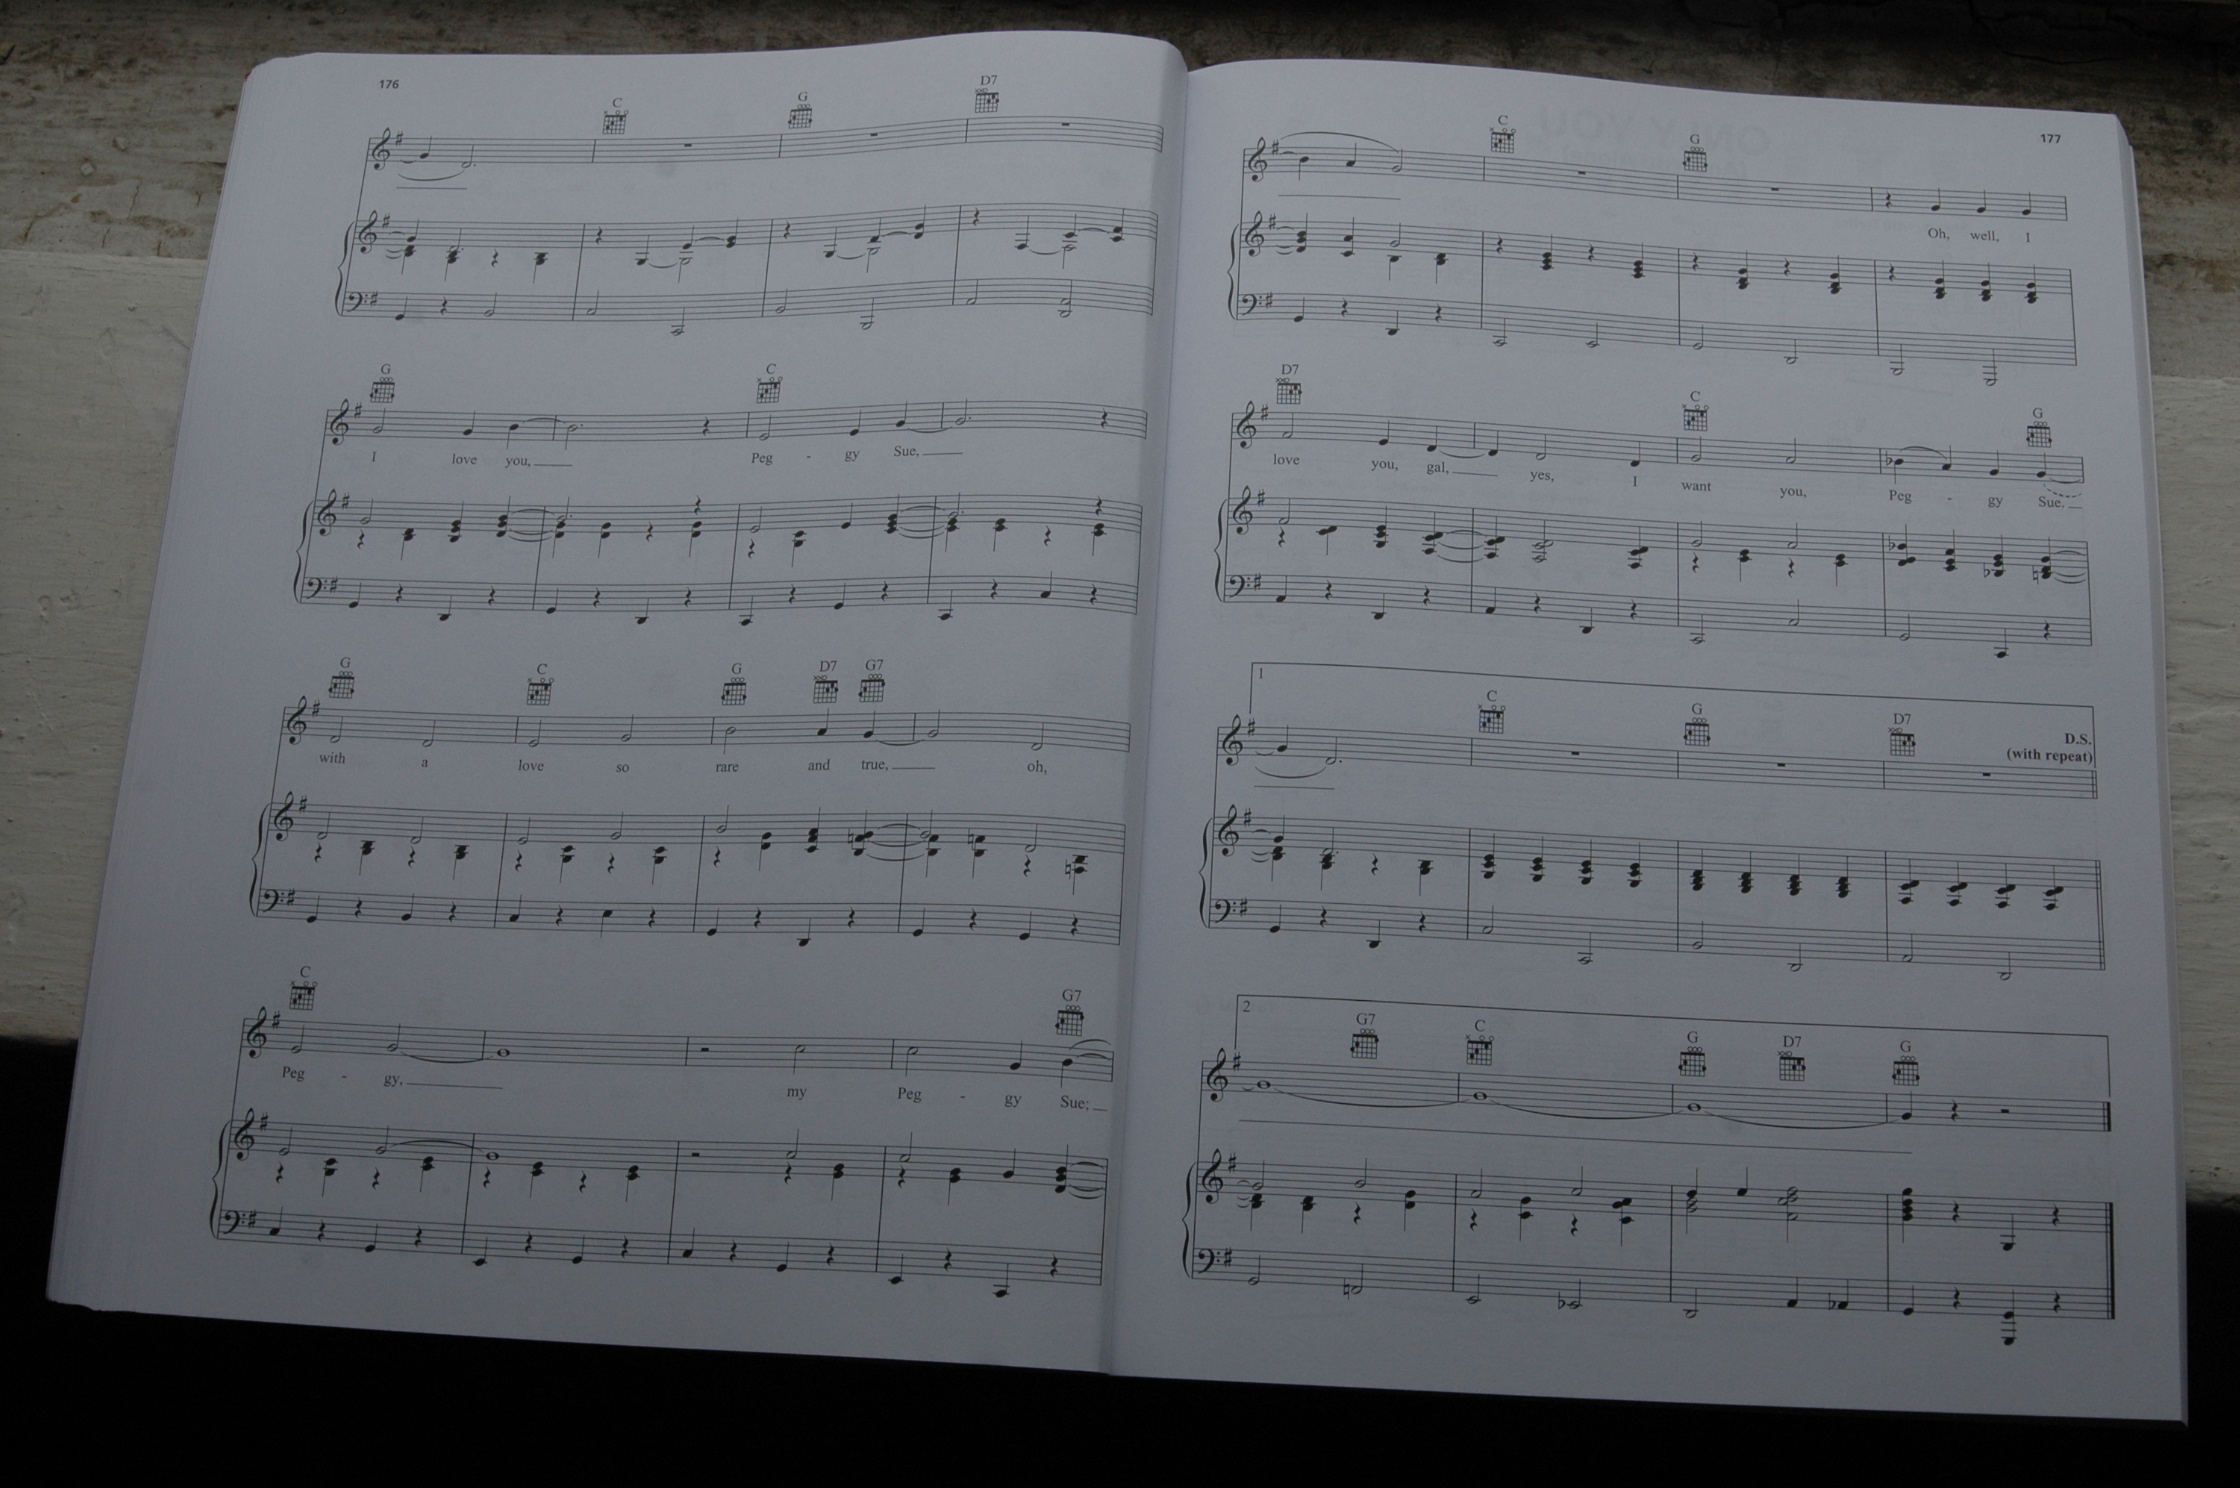 176
C G D7
G C
I love you, Peg - gy Sue,
G C G D7 G7
with a love so rare and true, oh,
C G7
Peg - gy, my Peg - gy Sue;
177
C G
Oh, well, I
D7 C G
love you, gal, yes, I want you, Peg - gy Sue.
1
C G D7
D.S.
(with repeat)
2
G7 C G D7 G
ONLY YOU